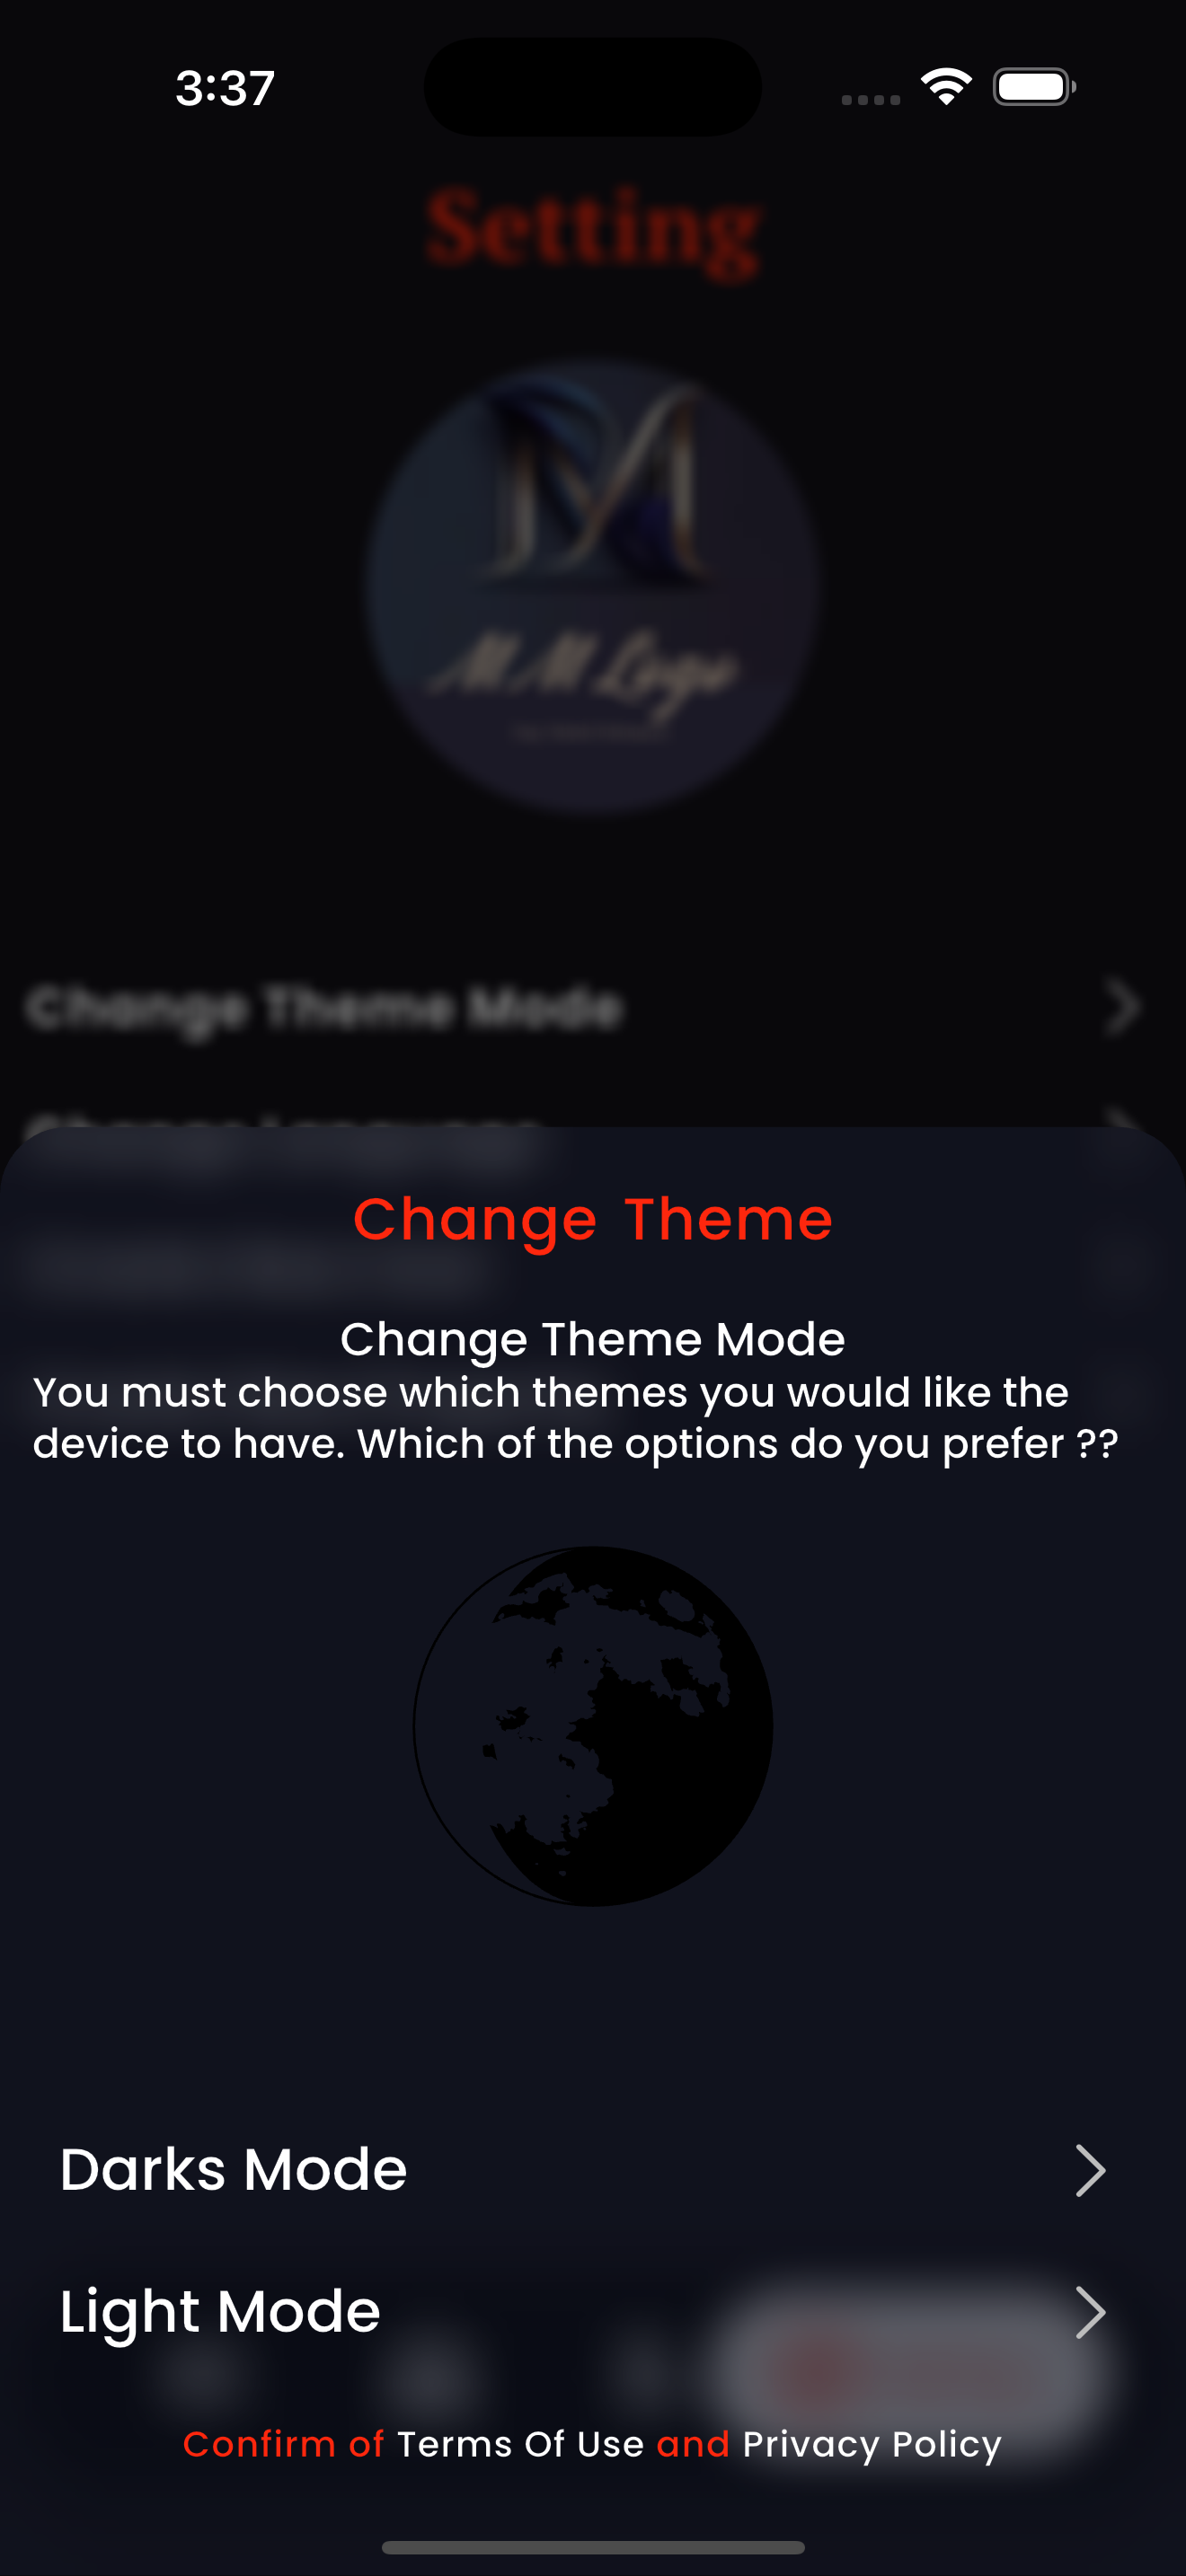 3:37
Setting
M
MM Logo
Change Theme Mode
Change Theme
Change Theme Mode
You must choose which themes you would like the
device to have. Which of the options do you prefer ??
Darks Mode
Light Mode
Confirm of Terms Of Use and Privacy Policy